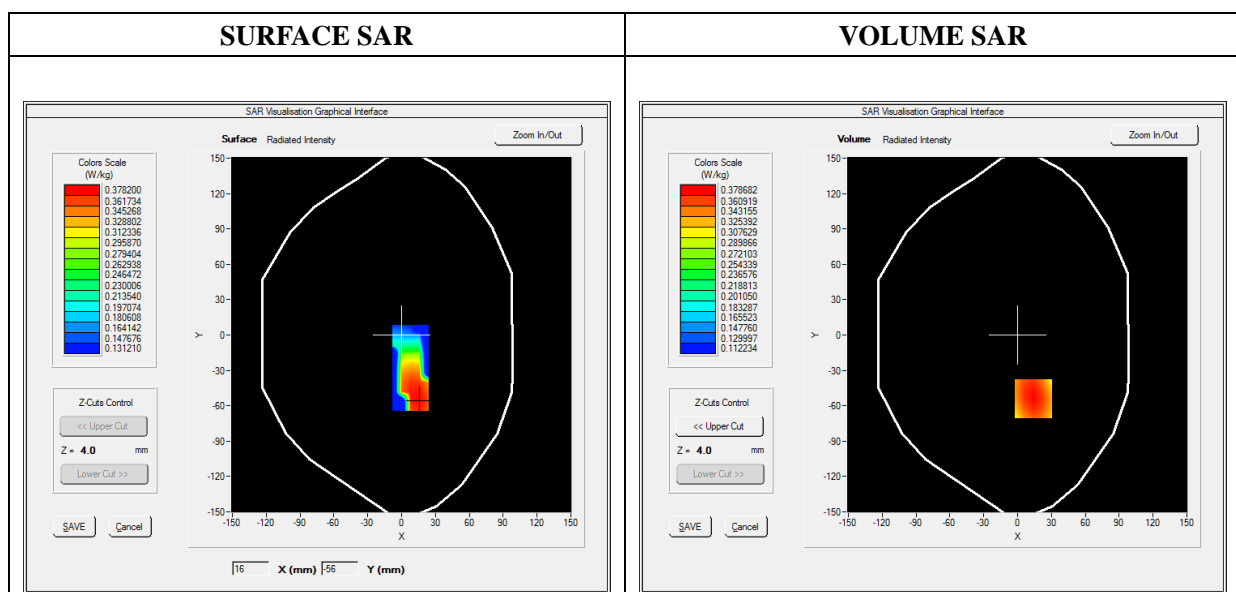 SURFACE SAR
VOLUME SAR
SAR Visualisation Graphical Interface
Surface Radiated Intensity
Zoom In/Out
Colors Scale
(W/kg)
0.378200
0.361734
0.345268
0.328802
0.312336
0.295870
0.279404
0.262938
0.246472
0.230006
0.213540
0.197074
0.180608
0.164142
0.147676
0.131210
Z-Cuts Control
<< Upper Cut
Z = 4.0 mm
Lower Cut >>
SAVE Cancel
150
120
90
60
30
0
-30
-60
-90
-120
-150
Y
-150 -120 -90 -60 -30 0 30 60 90 120 150
X
16 X (mm) -56 Y (mm)
SAR Visualisation Graphical Interface
Volume Radiated Intensity
Zoom In/Out
Colors Scale
(W/kg)
0.378682
0.360919
0.343155
0.325392
0.307629
0.289866
0.272103
0.254339
0.236576
0.218813
0.201050
0.183287
0.165523
0.147760
0.129997
0.112234
Z-Cuts Control
<< Upper Cut
Z = 4.0 mm
Lower Cut >>
SAVE Cancel
150
120
90
60
30
0
-30
-60
-90
-120
-150
Y
-150 -120 -90 -60 -30 0 30 60 90 120 150
X